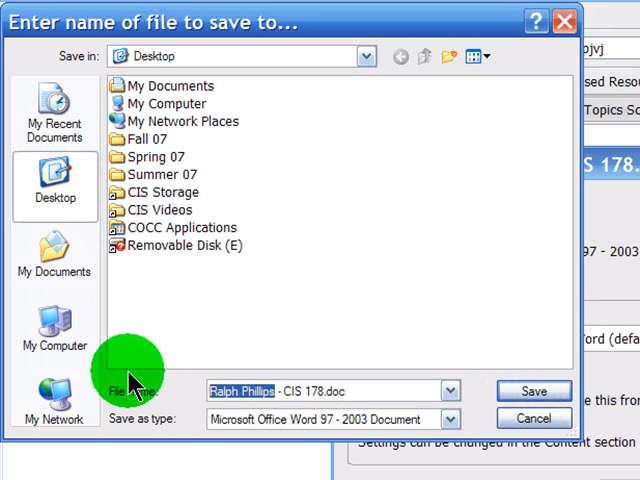 Enter name of file to save to...
Save in:
Desktop
My Recent
Documents
Desktop
My Documents
My Computer
My Network
My Documents
My Computer
My Network Places
Fall 07
Spring 07
Summer 07
CIS Storage
CIS Videos
COCC Applications
Removable Disk (E)
File name:
Ralph Phillips - CIS 178.doc
Save
Save as type:
Microsoft Office Word 97 - 2003 Document
Cancel
Topics Sc
S 178.
97 - 2003
ord (defa
e this fron
Settings can be changed in the Content section